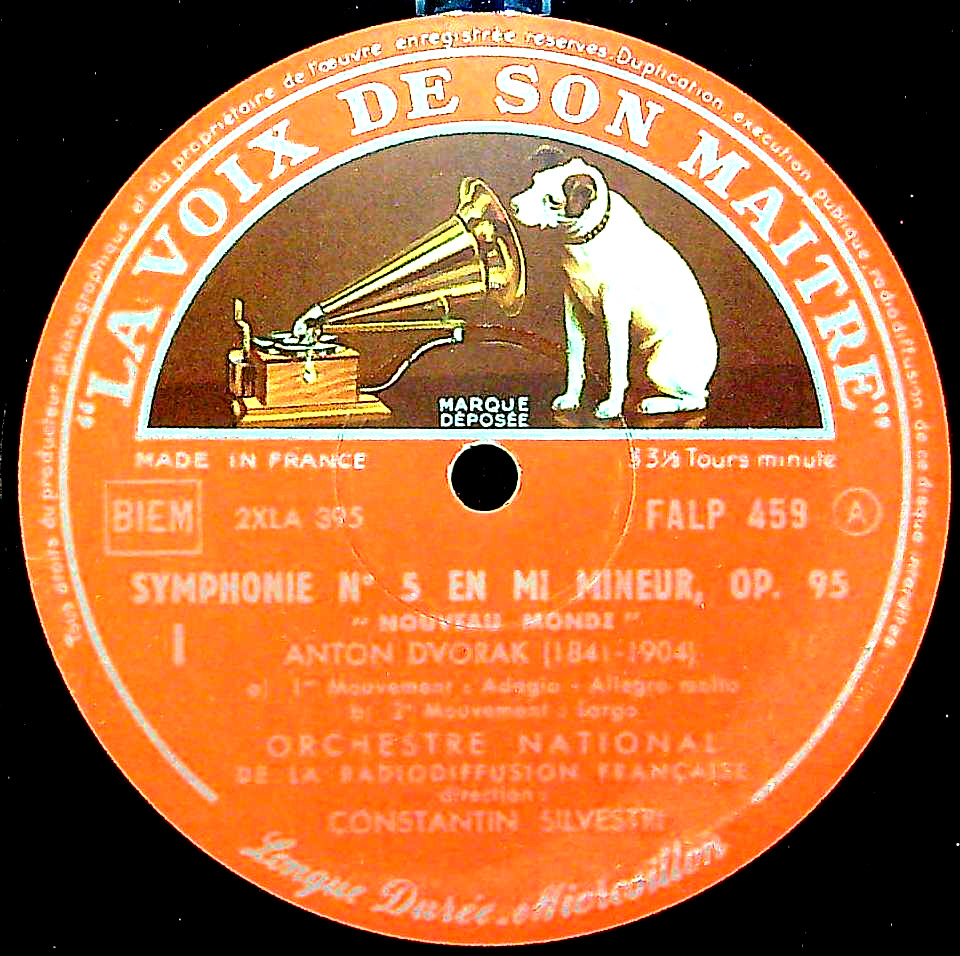 Tous droits du producteur phonographique et du propriétaire de l'œuvre enregistrée réservés. Duplication, exécution publique, radiodiffusion de ce disque interdites.
"LA VOIX DE SON MAITRE"
MARQUE
DÉPOSÉE
MADE IN FRANCE 33⅓ Tours minute
BIEM 2XLA 395 FALP 459 A
SYMPHONIE N° 5 EN MI MINEUR, OP. 95
"NOUVEAU MONDE"
I
ANTON DVORAK (1841-1904)
a) 1er Mouvement : Adagio - Allegro molto
b) 2e Mouvement : Largo
ORCHESTRE NATIONAL
DE LA RADIODIFFUSION FRANÇAISE
direction :
CONSTANTIN SILVESTRI
Longue Durée - Microsillon